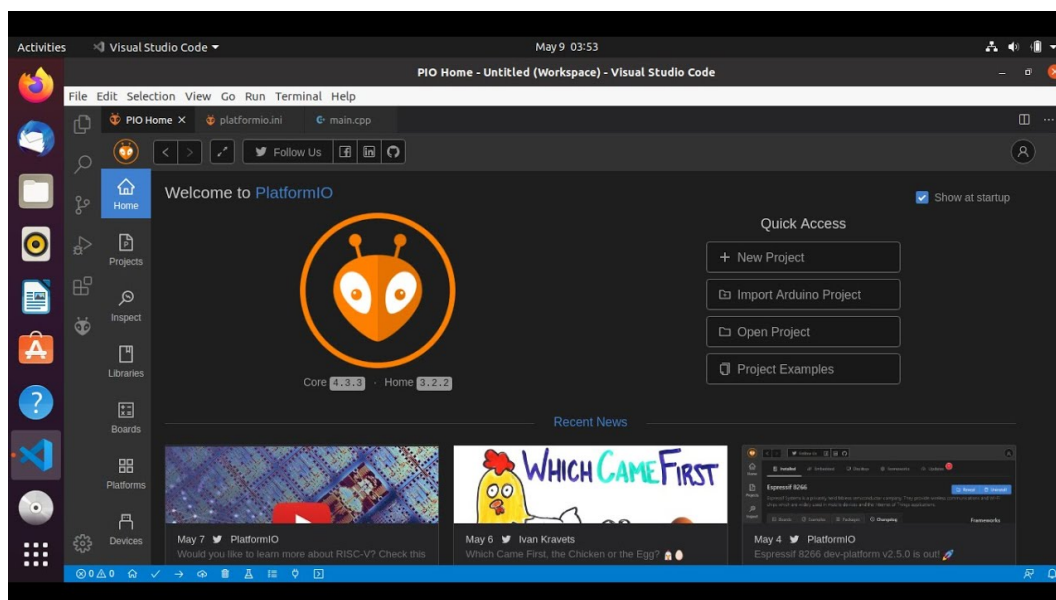 Activities Visual Studio Code May 9 03:53
PIO Home - Untitled (Workspace) - Visual Studio Code
File Edit Selection View Go Run Terminal Help
PIO Home platformio.ini main.cpp
Follow Us
Welcome to PlatformIO
Show at startup
Home
Projects
Inspect
Libraries
Boards
Platforms
Devices
Core 4.3.3 · Home 3.2.2
Quick Access
+ New Project
Import Arduino Project
Open Project
Project Examples
Recent News
May 7 PlatformIO
Would you like to learn more about RISC-V? Check this
WHICH CAME FIRST
May 6 Ivan Kravets
Which Came First, the Chicken or the Egg?
Espressif 8266
Frameworks
May 4 PlatformIO
Espressif 8266 dev-platform v2.5.0 is out! 🚀
0 0